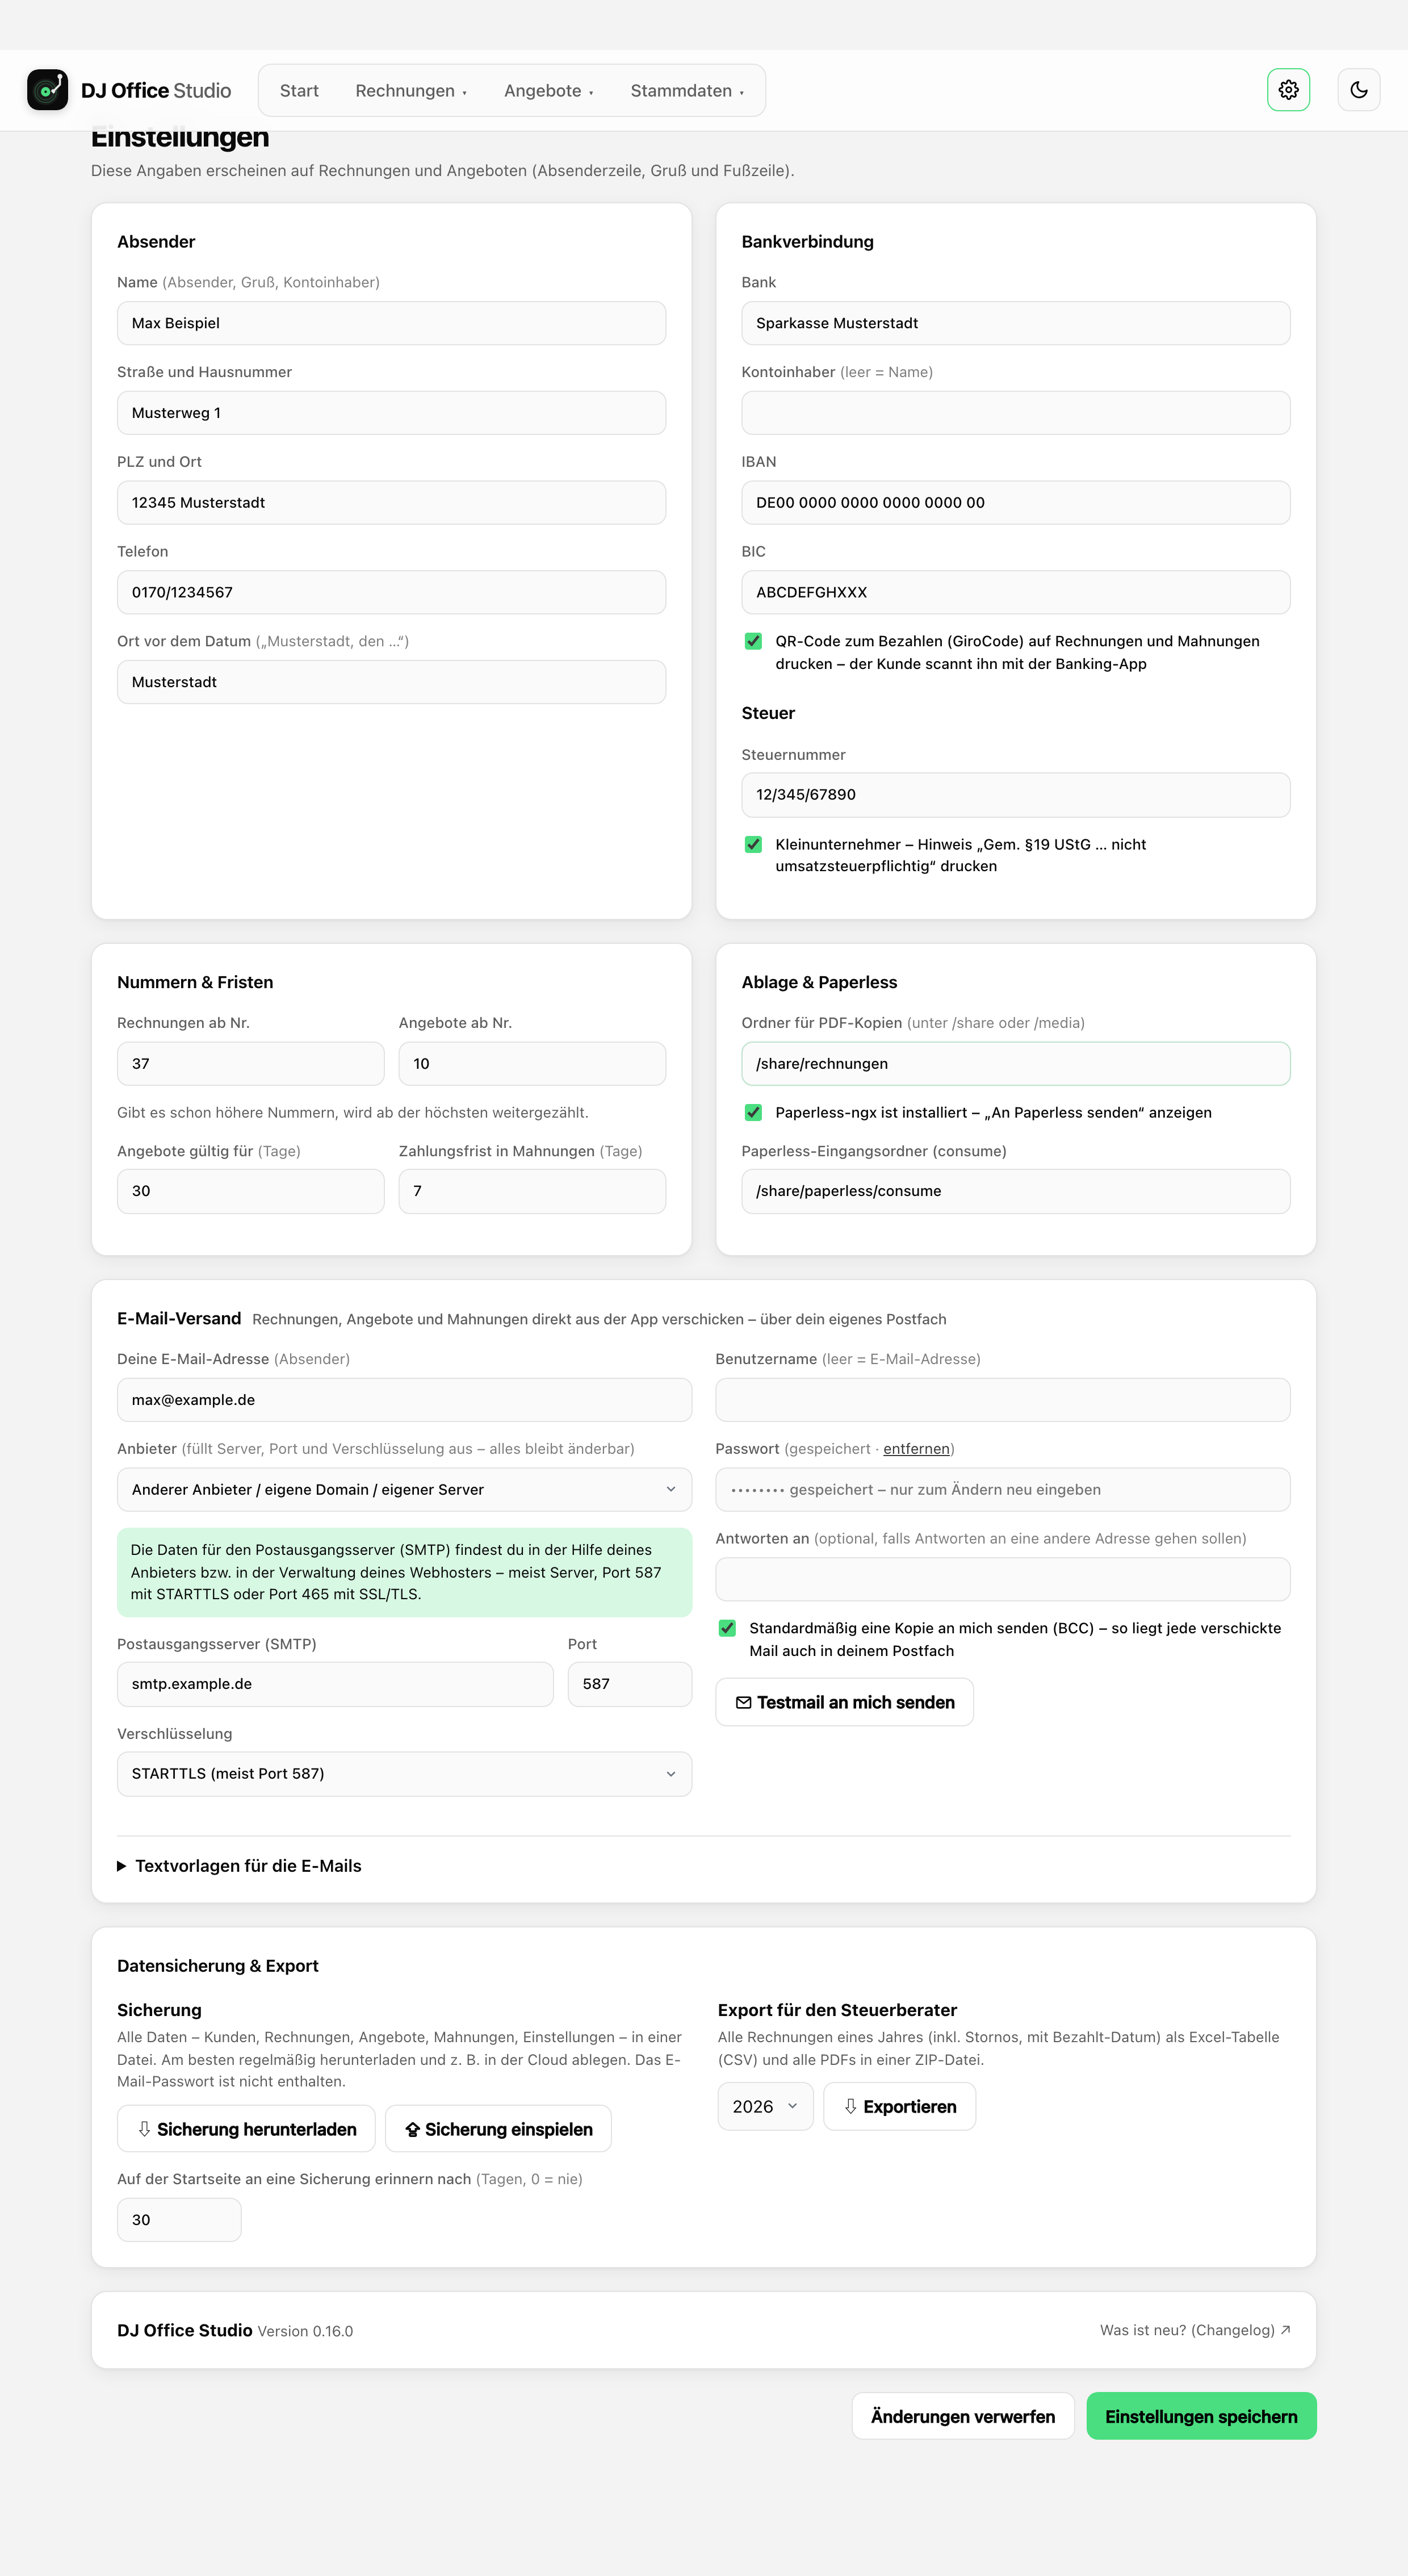 DJ Office Studio
Start
Rechnungen
Angebote
Stammdaten
Einstellungen
Diese Angaben erscheinen auf Rechnungen und Angeboten (Absenderzeile, Gruß und Fußzeile).
Absender
Name (Absender, Gruß, Kontoinhaber)
Max Beispiel
Straße und Hausnummer
Musterweg 1
PLZ und Ort
12345 Musterstadt
Telefon
0170/1234567
Ort vor dem Datum („Musterstadt, den ...“)
Musterstadt
Bankverbindung
Bank
Sparkasse Musterstadt
Kontoinhaber (leer = Name)
IBAN
DE00 0000 0000 0000 0000 00
BIC
ABCDEFGHXXX
QR-Code zum Bezahlen (GiroCode) auf Rechnungen und Mahnungen
drucken – der Kunde scannt ihn mit der Banking-App
Steuer
Steuernummer
12/345/67890
Kleinunternehmer – Hinweis „Gem. §19 UStG ... nicht
umsatzsteuerpflichtig“ drucken
Nummern & Fristen
Rechnungen ab Nr.
Angebote ab Nr.
37
10
Gibt es schon höhere Nummern, wird ab der höchsten weitergezählt.
Angebote gültig für (Tage)
Zahlungsfrist in Mahnungen (Tage)
30
7
Ablage & Paperless
Ordner für PDF-Kopien (unter /share oder /media)
/share/rechnungen
Paperless-ngx ist installiert – „An Paperless senden“ anzeigen
Paperless-Eingangsordner (consume)
/share/paperless/consume
E-Mail-Versand Rechnungen, Angebote und Mahnungen direkt aus der App verschicken – über dein eigenes Postfach
Deine E-Mail-Adresse (Absender)
max@example.de
Anbieter (füllt Server, Port und Verschlüsselung aus – alles bleibt änderbar)
Anderer Anbieter / eigene Domain / eigener Server
Die Daten für den Postausgangsserver (SMTP) findest du in der Hilfe deines
Anbieters bzw. in der Verwaltung deines Webhosters – meist Server, Port 587
mit STARTTLS oder Port 465 mit SSL/TLS.
Postausgangsserver (SMTP)
Port
smtp.example.de
587
Verschlüsselung
STARTTLS (meist Port 587)
Benutzername (leer = E-Mail-Adresse)
Passwort (gespeichert · entfernen)
•••••••• gespeichert – nur zum Ändern neu eingeben
Antworten an (optional, falls Antworten an eine andere Adresse gehen sollen)
Standardmäßig eine Kopie an mich senden (BCC) – so liegt jede verschickte
Mail auch in deinem Postfach
Testmail an mich senden
Textvorlagen für die E-Mails
Datensicherung & Export
Sicherung
Alle Daten – Kunden, Rechnungen, Angebote, Mahnungen, Einstellungen – in einer
Datei. Am besten regelmäßig herunterladen und z. B. in der Cloud ablegen. Das E-
Mail-Passwort ist nicht enthalten.
Sicherung herunterladen
Sicherung einspielen
Auf der Startseite an eine Sicherung erinnern nach (Tagen, 0 = nie)
30
Export für den Steuerberater
Alle Rechnungen eines Jahres (inkl. Stornos, mit Bezahlt-Datum) als Excel-Tabelle
(CSV) und alle PDFs in einer ZIP-Datei.
2026
Exportieren
DJ Office Studio Version 0.16.0
Was ist neu? (Changelog) ↗
Änderungen verwerfen
Einstellungen speichern